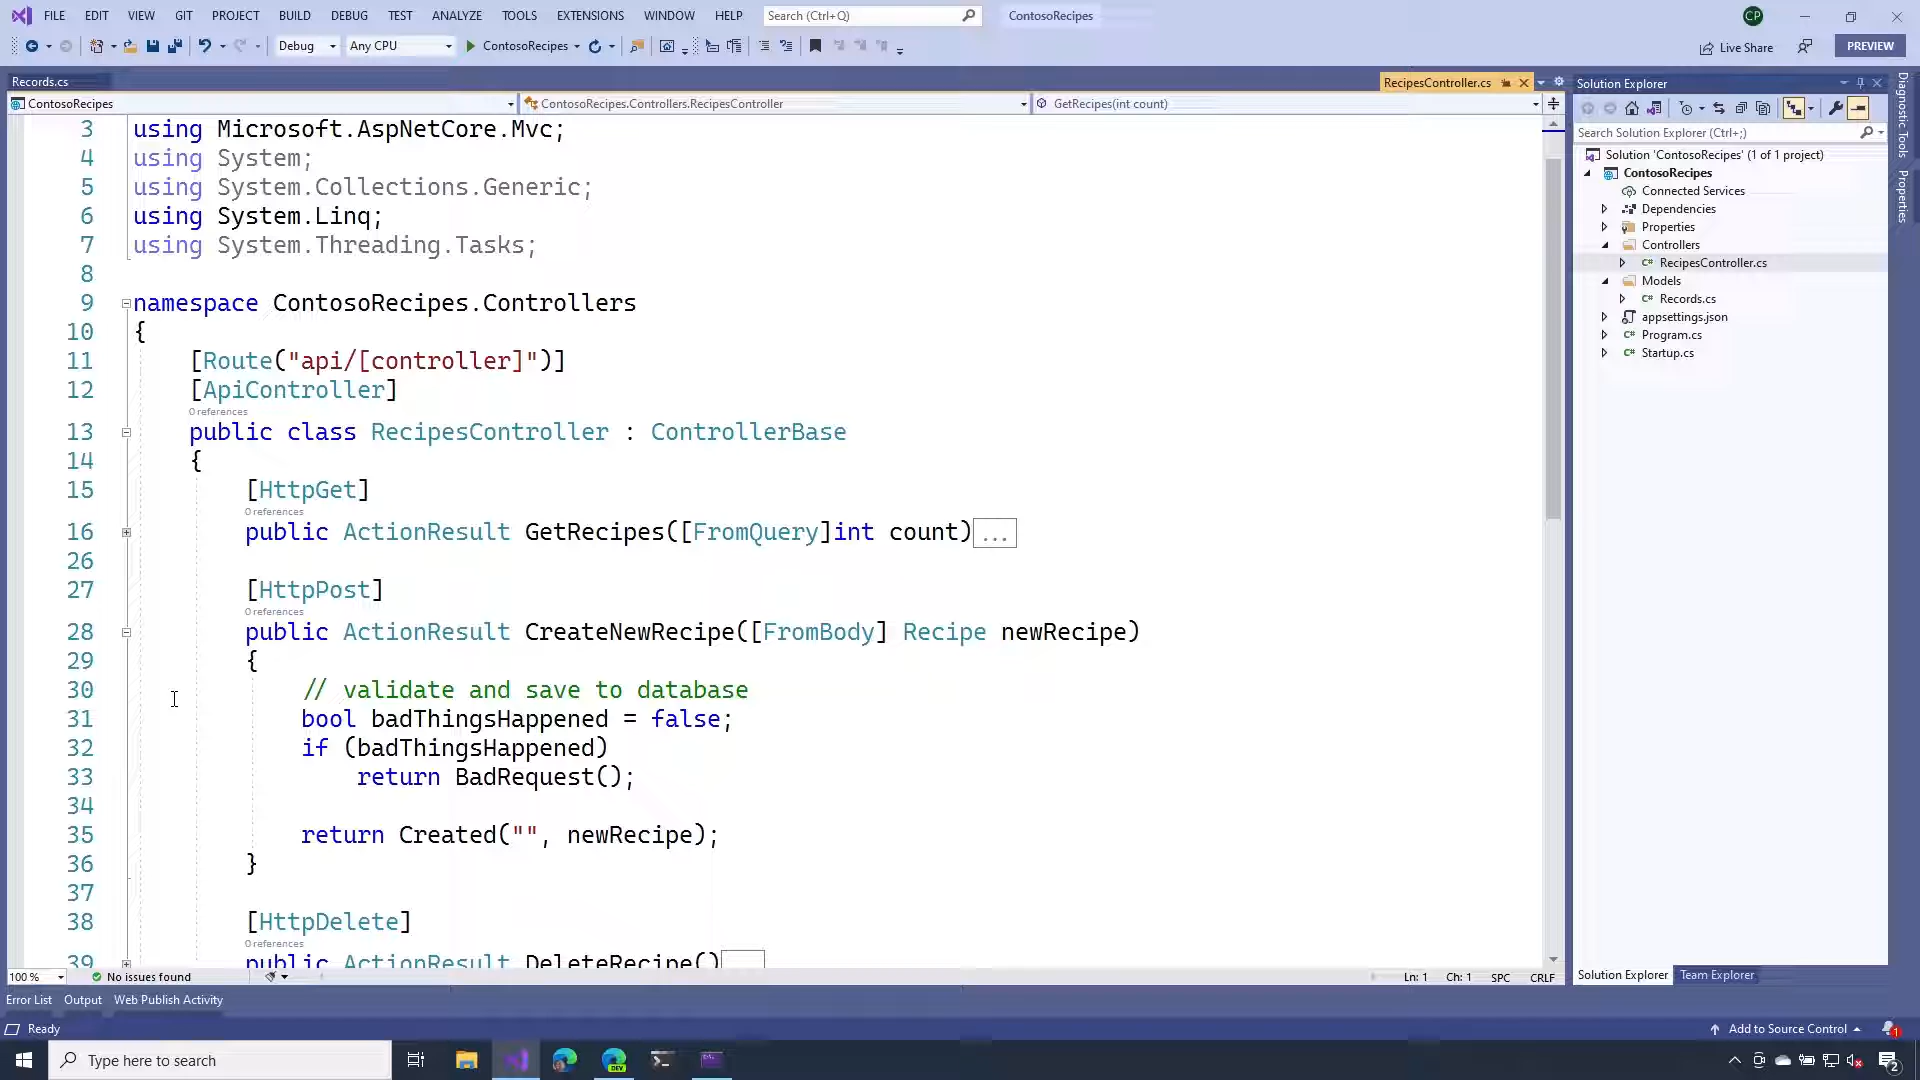 FILE EDIT VIEW GIT PROJECT BUILD DEBUG TEST ANALYZE TOOLS EXTENSIONS WINDOW HELP Search (Ctrl+Q) ContosoRecipes CP
Debug Any CPU ContosoRecipes Live Share PREVIEW
Records.cs RecipesController.cs
ContosoRecipes ContosoRecipes.Controllers.RecipesController GetRecipes(int count)
3 using Microsoft.AspNetCore.Mvc;
4 using System;
5 using System.Collections.Generic;
6 using System.Linq;
7 using System.Threading.Tasks;
8
9 namespace ContosoRecipes.Controllers
10 {
11 [Route("api/[controller]")]
12 [ApiController]
0 references
13 public class RecipesController : ControllerBase
14 {
15 [HttpGet]
0 references
16 public ActionResult GetRecipes([FromQuery]int count)...
26
27 [HttpPost]
0 references
28 public ActionResult CreateNewRecipe([FromBody] Recipe newRecipe)
29 {
30 // validate and save to database
31 bool badThingsHappened = false;
32 if (badThingsHappened)
33 return BadRequest();
34
35 return Created("", newRecipe);
36 }
37
38 [HttpDelete]
0 references
39 public ActionResult DeleteRecipe()
100 % No issues found Ln: 1 Ch: 1 SPC CRLF
Solution Explorer
Search Solution Explorer (Ctrl+;)
Solution 'ContosoRecipes' (1 of 1 project)
ContosoRecipes
Connected Services
Dependencies
Properties
Controllers
C# RecipesController.cs
Models
C# Records.cs
appsettings.json
C# Program.cs
C# Startup.cs
Solution Explorer Team Explorer
Diagnostic Tools
Properties
Error List Output Web Publish Activity
Ready Add to Source Control 1
Type here to search DEV 2